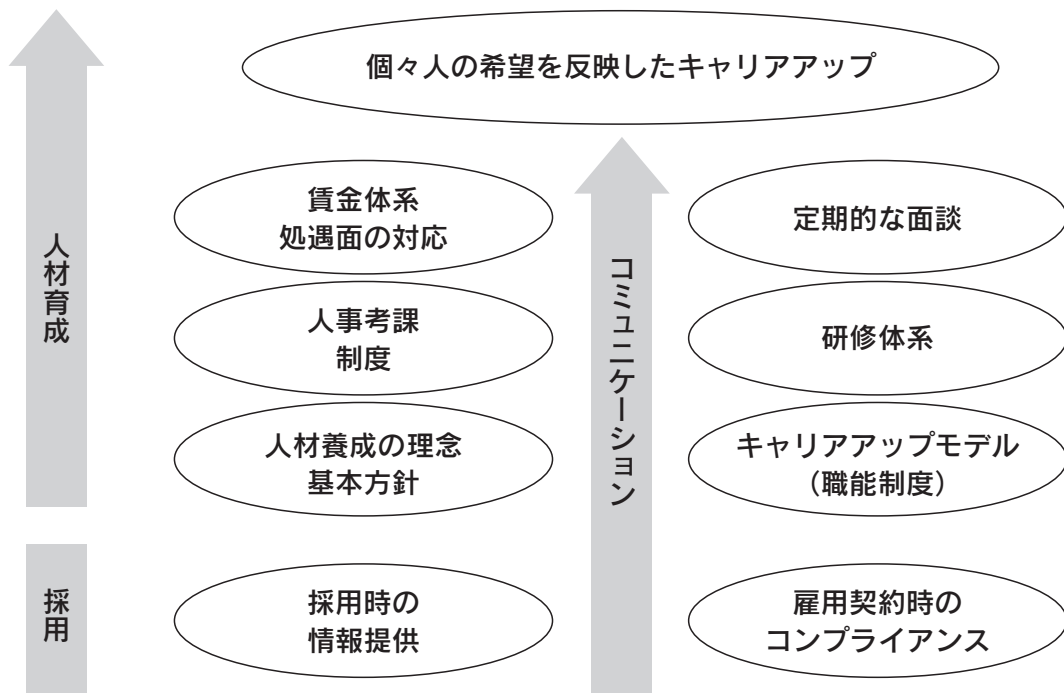 個々人の希望を反映したキャリアアップ
人材育成
賃金体系
処遇面の対応
定期的な面談
人事考課
制度
研修体系
コミュニケーション
人材養成の理念
基本方針
キャリアアップモデル
（職能制度）
採用
採用時の
情報提供
雇用契約時の
コンプライアンス